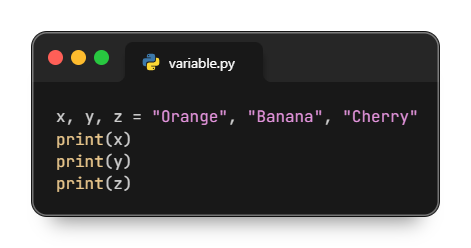 variable.py
x, y, z = "Orange", "Banana", "Cherry"
print(x)
print(y)
print(z)